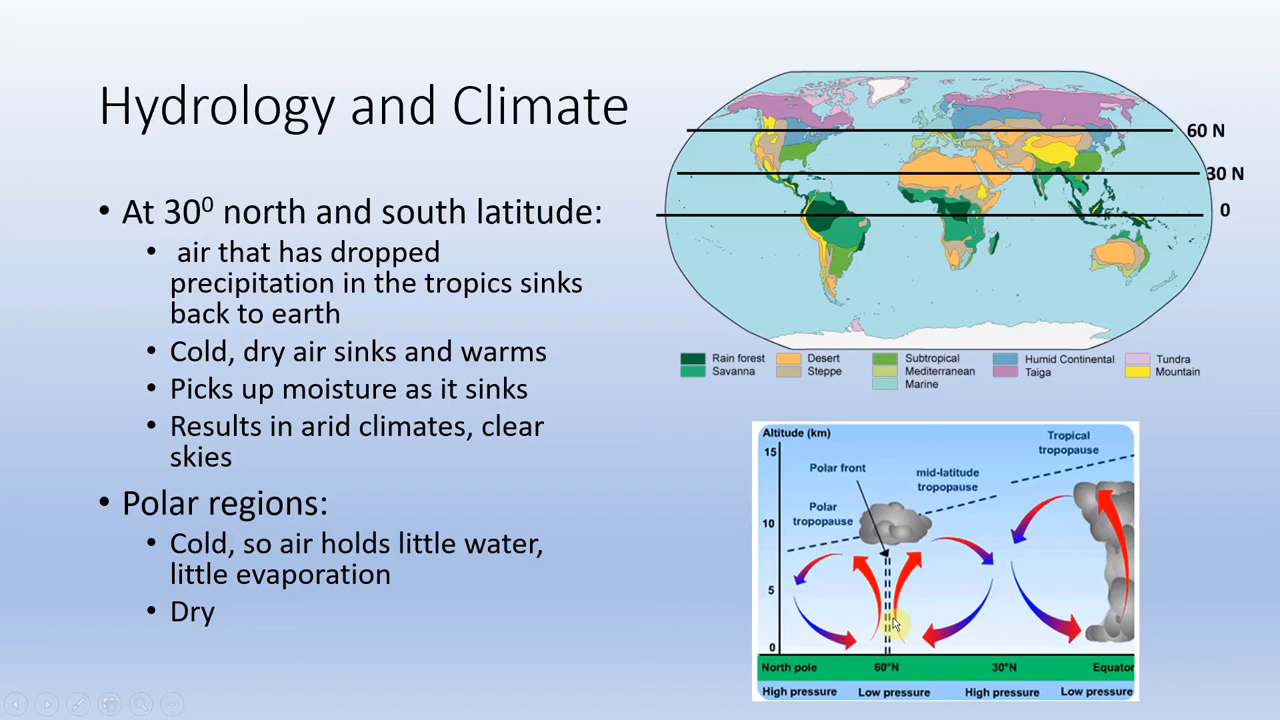 Hydrology and Climate
• At 30⁰ north and south latitude:
• air that has dropped
precipitation in the tropics sinks
back to earth
• Cold, dry air sinks and warms
• Picks up moisture as it sinks
• Results in arid climates, clear
skies
• Polar regions:
• Cold, so air holds little water,
little evaporation
• Dry
60 N
30 N
0
Rain forest
Savanna
Desert
Steppe
Subtropical
Mediterranean
Marine
Humid Continental
Taiga
Tundra
Mountain
Altitude (km)
15
10
5
0
Polar front
Polar
tropopause
mid-latitude
tropopause
Tropical
tropopause
North pole 60°N 30°N Equator
High pressure Low pressure High pressure Low pressure